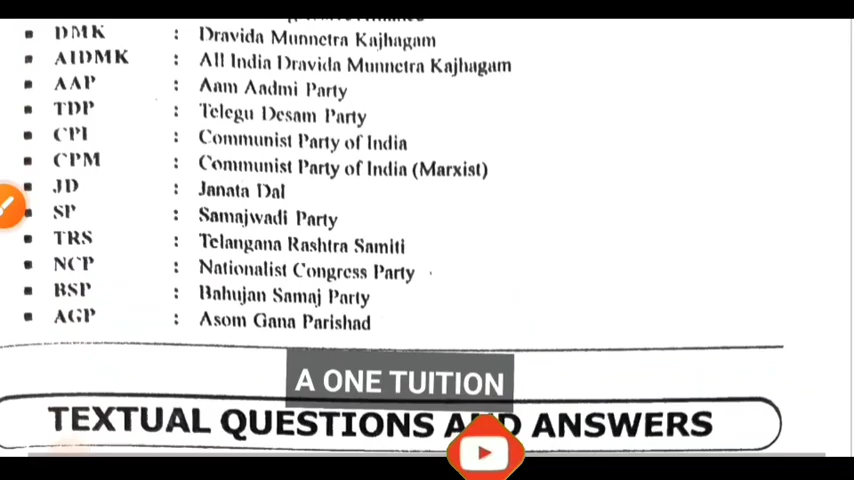 DMK : Dravida Munnetra Kajhagam
AIDMK : All India Dravida Munnetra Kajhagam
AAP : Aam Aadmi Party
TDP : Telegu Desam Party
CPI : Communist Party of India
CPM : Communist Party of India (Marxist)
JD : Janata Dal
SP : Samajwadi Party
TRS : Telangana Rashtra Samiti
NCP : Nationalist Congress Party
BSP : Bahujan Samaj Party
AGP : Asom Gana Parishad
A ONE TUITION
TEXTUAL QUESTIONS AND ANSWERS